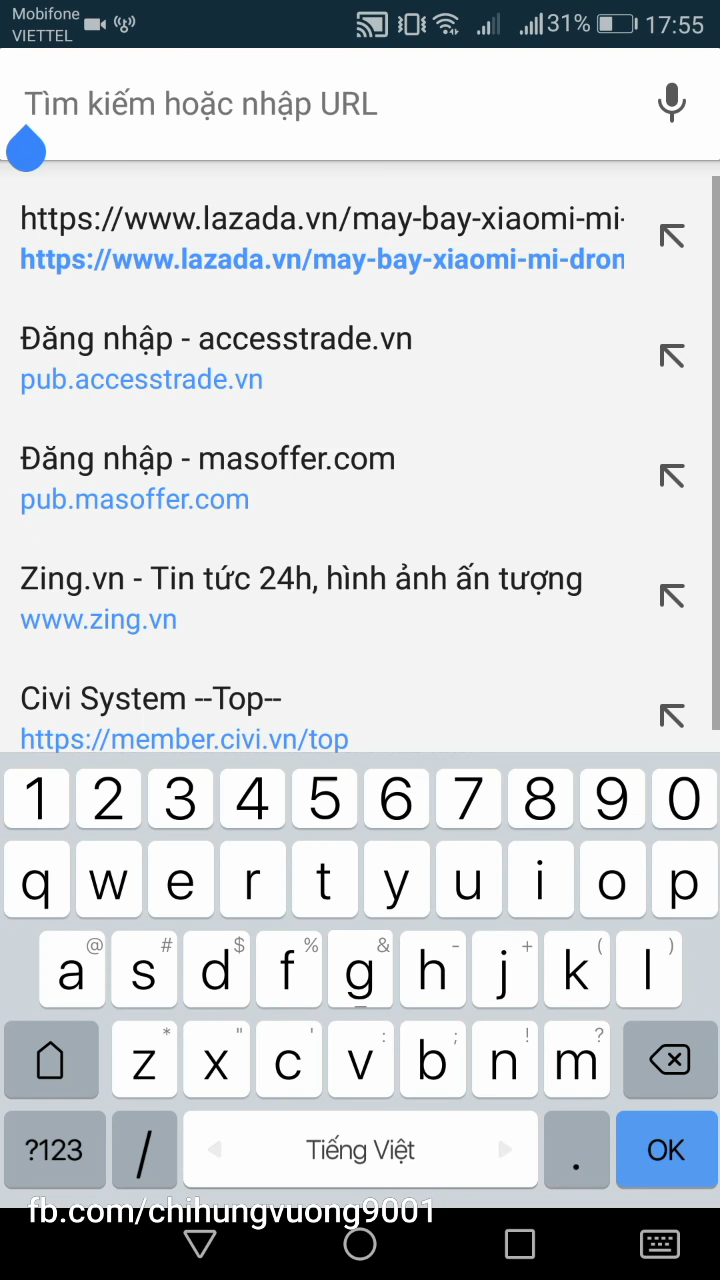 Mobifone
VIETTEL
31% 17:55
Tìm kiếm hoặc nhập URL
https://www.lazada.vn/may-bay-xiaomi-mi-
https://www.lazada.vn/may-bay-xiaomi-mi-dron
Đăng nhập - accesstrade.vn
pub.accesstrade.vn
Đăng nhập - masoffer.com
pub.masoffer.com
Zing.vn - Tin tức 24h, hình ảnh ấn tượng
www.zing.vn
Civi System --Top--
https://member.civi.vn/top
1 2 3 4 5 6 7 8 9 0
q w e r t y u i o p
@ # $ % & - + ( )
a s d f g h j k l
* " ' : ; ! ?
z x c v b n m
?123 / Tiếng Việt . OK
fb.com/chihungvuong9001